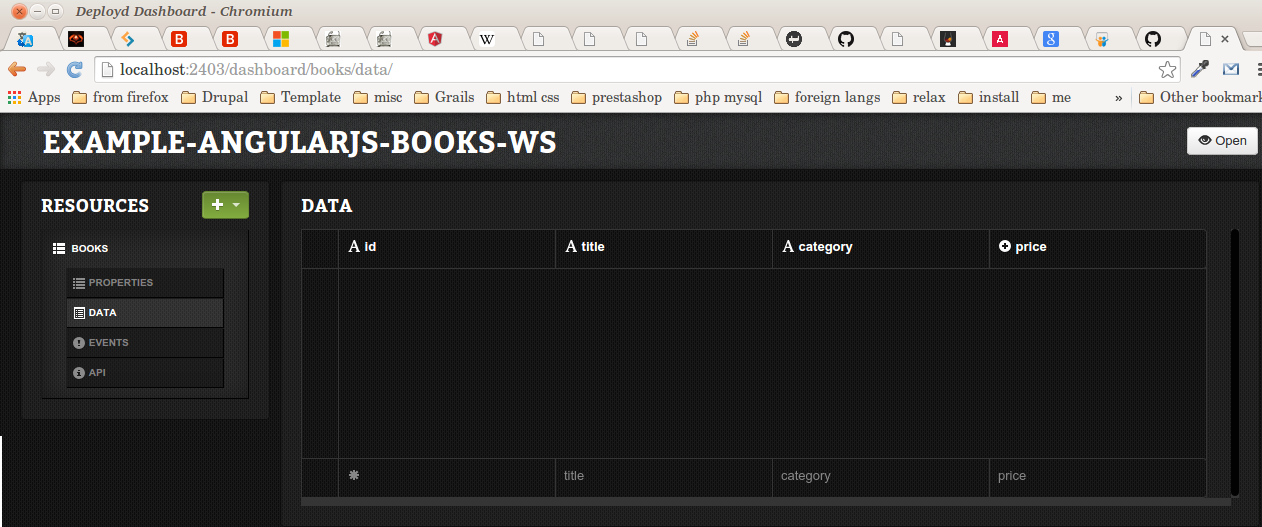 Deployd Dashboard - Chromium
localhost:2403/dashboard/books/data/
Apps from firefox Drupal Template misc Grails html css prestashop php mysql foreign langs relax install me » Other bookmark
EXAMPLE-ANGULARJS-BOOKS-WS
Open
RESOURCES
BOOKS
PROPERTIES
DATA
EVENTS
API
DATA
A id A title A category price
title category price